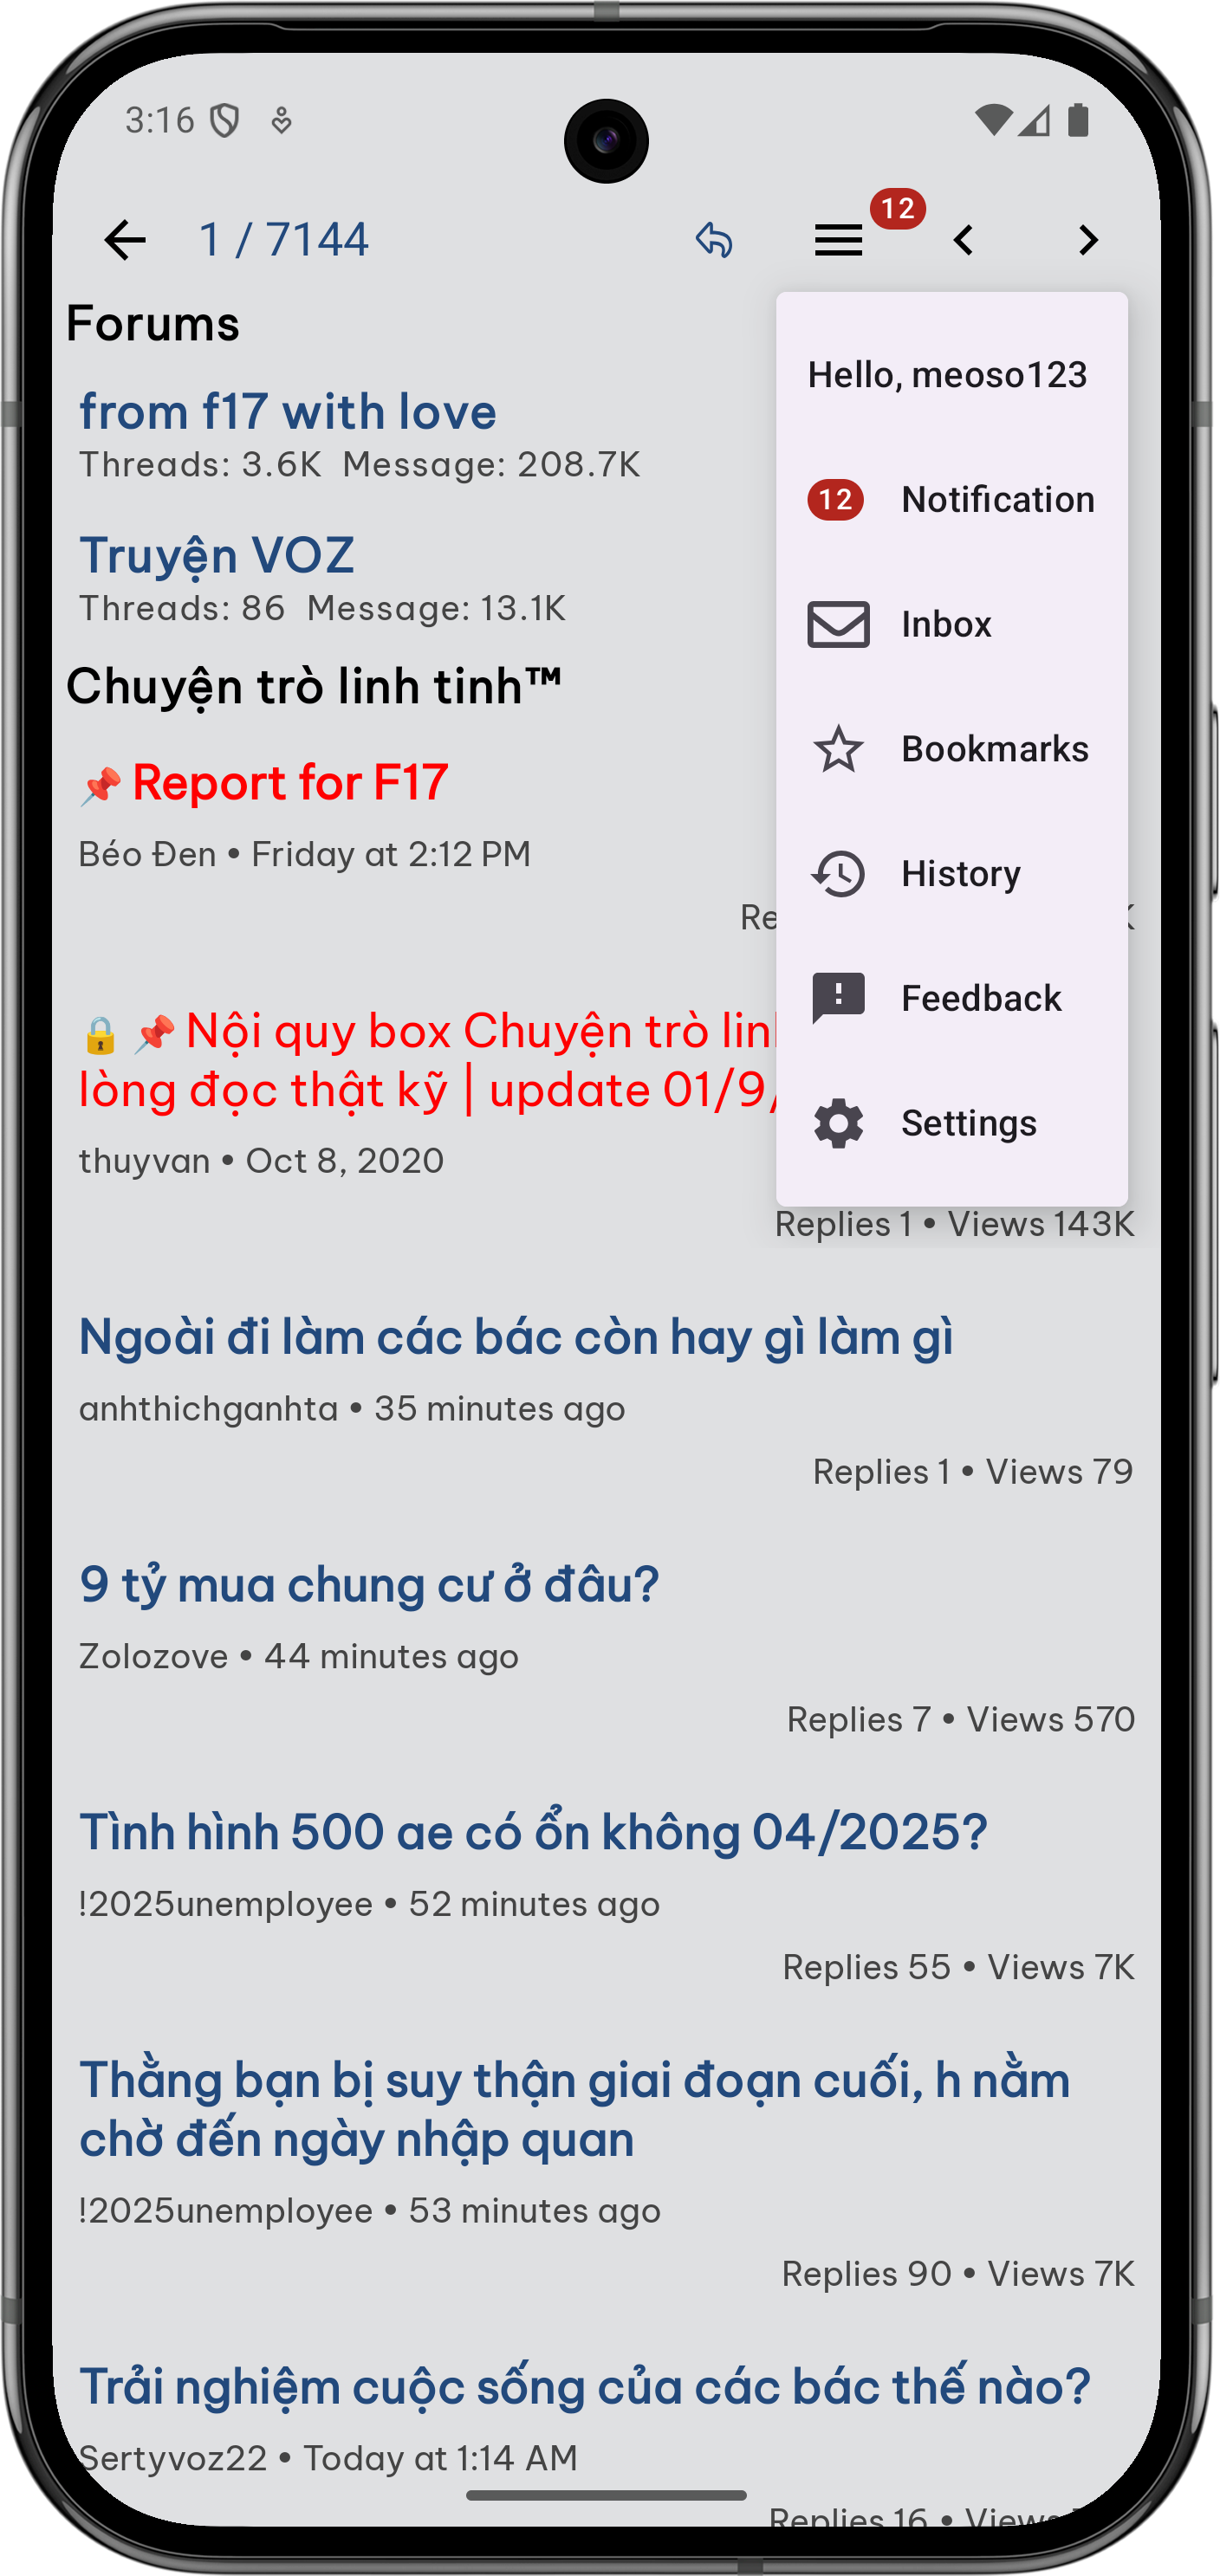 3:16
1 / 7144
12
Forums
from f17 with love
Threads: 3.6K Message: 208.7K
Truyện VOZ
Threads: 86 Message: 13.1K
Chuyện trò linh tinh™
Report for F17
Béo Đen • Friday at 2:12 PM
Nội quy box Chuyện trò
lòng đọc thật kỹ | update 01/9/
thuyvan • Oct 8, 2020
Replies 1 • Views 143K
Hello, meoso123
12 Notification
Inbox
Bookmarks
History
Feedback
Settings
Ngoài đi làm các bác còn hay gì làm gì
anhthichganhta • 35 minutes ago
Replies 1 • Views 79
9 tỷ mua chung cư ở đâu?
Zolozove • 44 minutes ago
Replies 7 • Views 570
Tình hình 500 ae có ổn không 04/2025?
!2025unemployee • 52 minutes ago
Replies 55 • Views 7K
Thằng bạn bị suy thận giai đoạn cuối, h nằm
chờ đến ngày nhập quan
!2025unemployee • 53 minutes ago
Replies 90 • Views 7K
Trải nghiệm cuộc sống của các bác thế nào?
Sertyvoz22 • Today at 1:14 AM
Replies 16 • Views